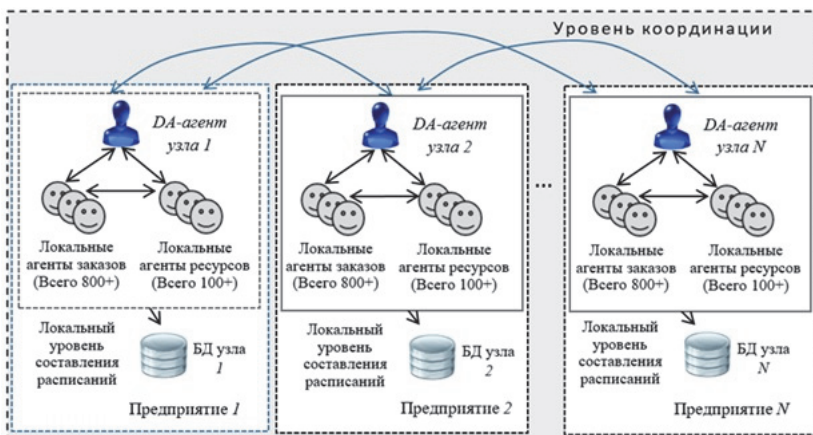 Уровень координации
DA-агент
узла 1
Локальные
агенты заказов
(Всего 800+)
Локальные
агенты ресурсов
(Всего 100+)
Локальный
уровень
составления
расписаний
БД узла
1
Предприятие 1
DA-агент
узла 2
Локальные
агенты заказов
(Всего 800+)
Локальные
агенты ресурсов
(Всего 100+)
Локальный
уровень
составления
расписаний
БД узла
2
Предприятие 2
...
DA-агент
узла N
Локальные
агенты заказов
(Всего 800+)
Локальные
агенты ресурсов
(Всего 100+)
Локальный
уровень
составления
расписаний
БД узла
N
Предприятие N